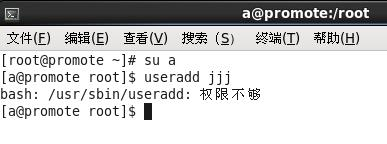 a@promote:/root
文件(F) 编辑(E) 查看(V) 搜索 (S) 终端(T) 帮助(H)
[root@promote ~]# su a
[a@promote root]$ useradd jjj
bash: /usr/sbin/useradd: 权限不够
[a@promote root]$